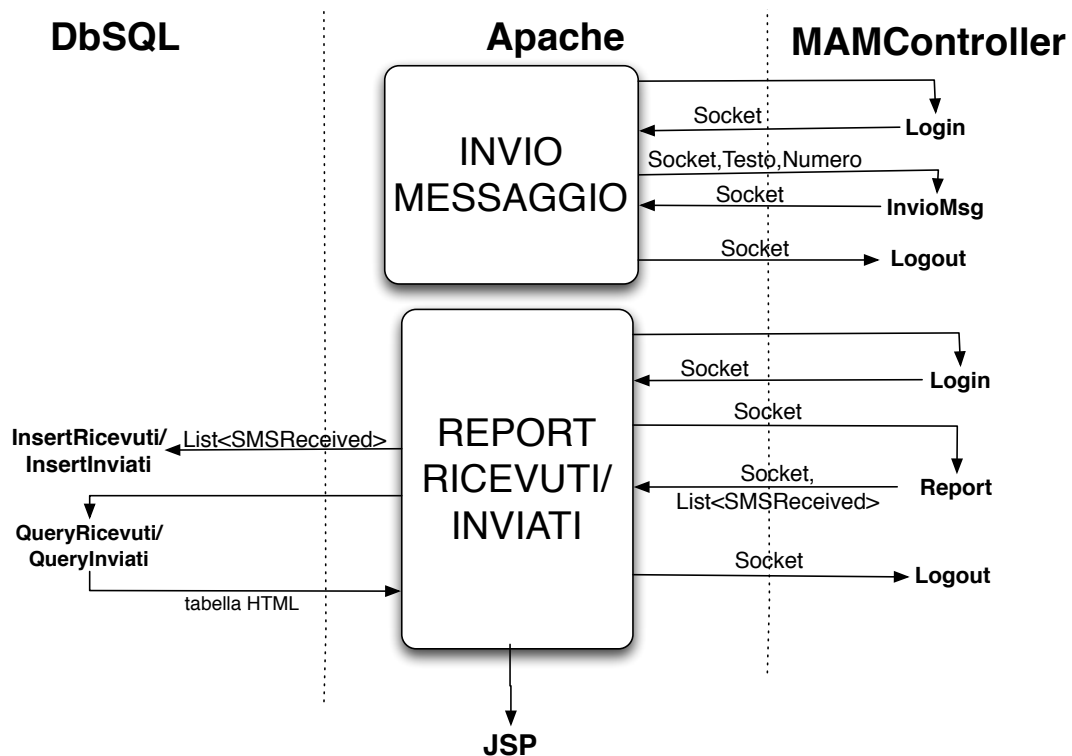 DbSQL
Apache
MAMController
INVIO
MESSAGGIO
Socket
Login
Socket,Testo,Numero
Socket
InvioMsg
Socket
Logout
REPORT
RICEVUTI/
INVIATI
Socket
Login
Socket
InsertRicevuti/
InsertInviati
List<SMSReceived>
Socket,
List<SMSReceived>
Report
QueryRicevuti/
QueryInviati
tabella HTML
Socket
Logout
JSP